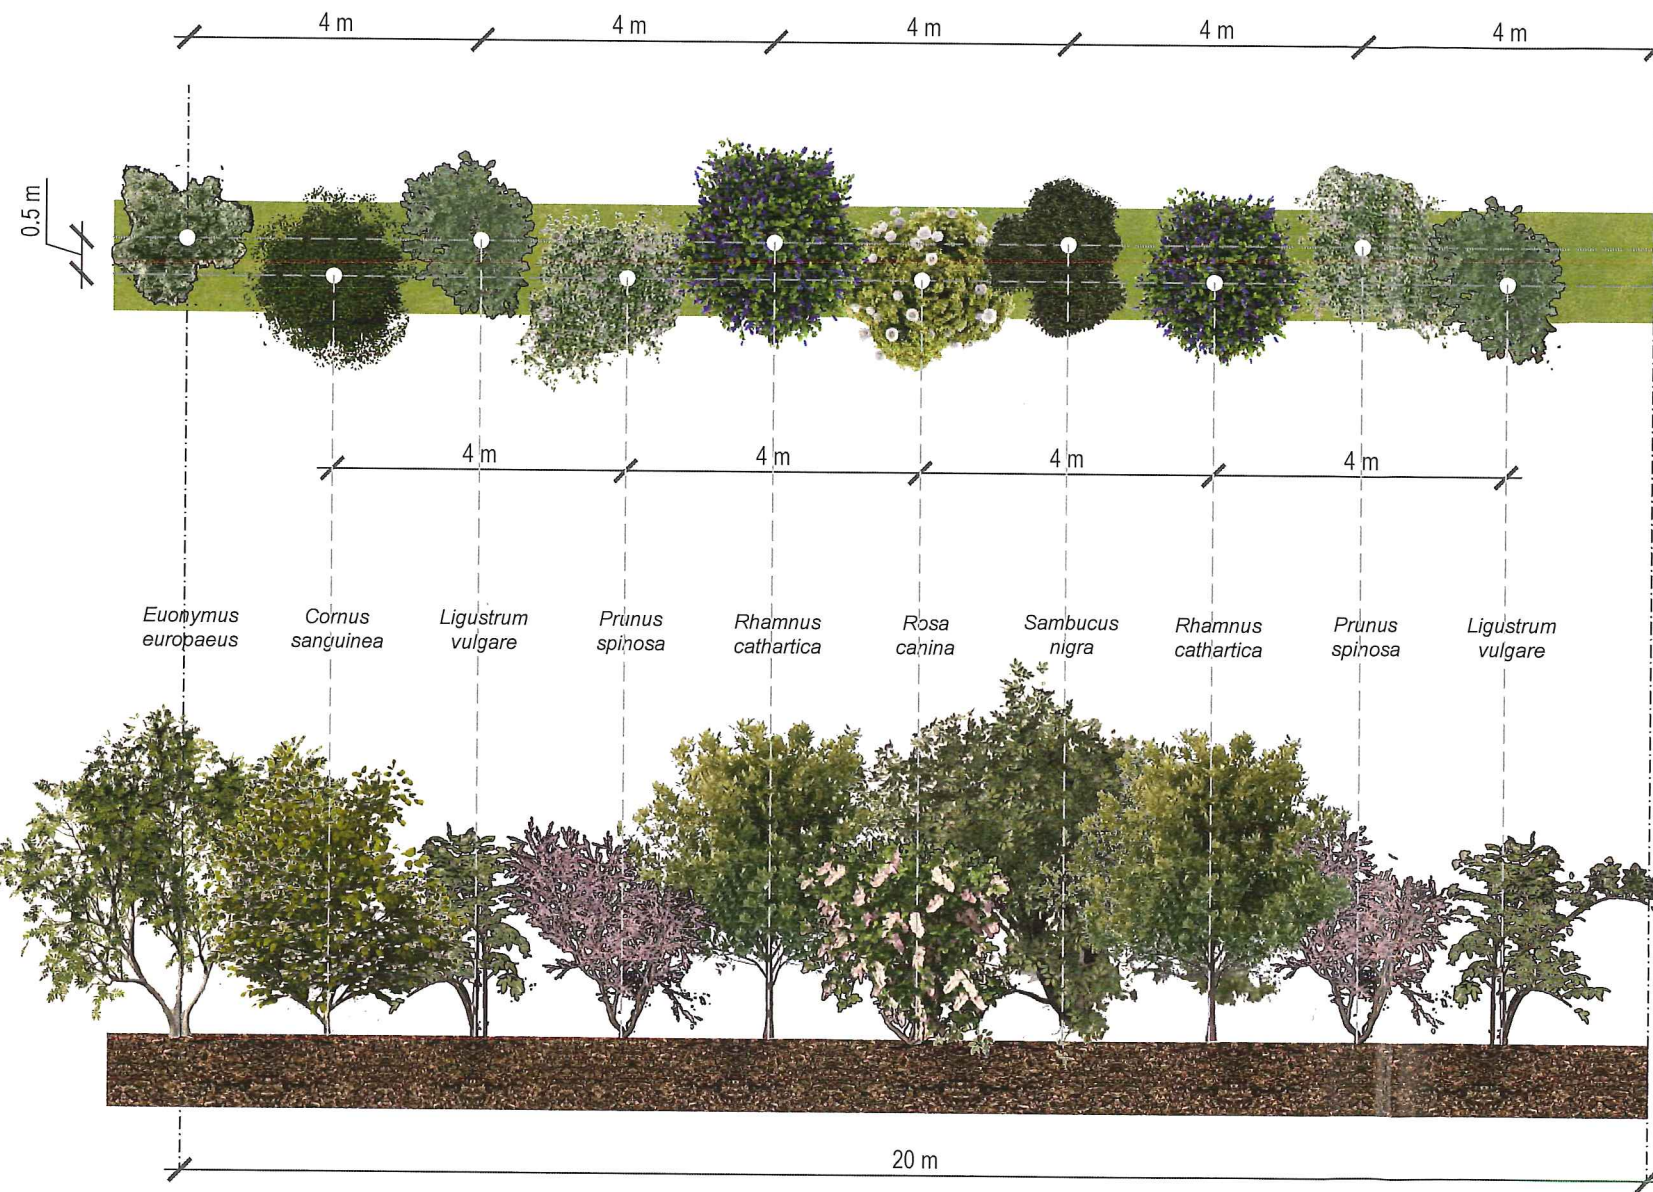 4 m
4 m
4 m
4 m
4 m
0.5 m
4 m
4 m
4 m
4 m
Euonymus
europaeus
Cornus
sanguinea
Ligustrum
vulgare
Prunus
spinosa
Rhamnus
cathartica
Rosa
canina
Sambucus
nigra
Rhamnus
cathartica
Prunus
spinosa
Ligustrum
vulgare
20 m